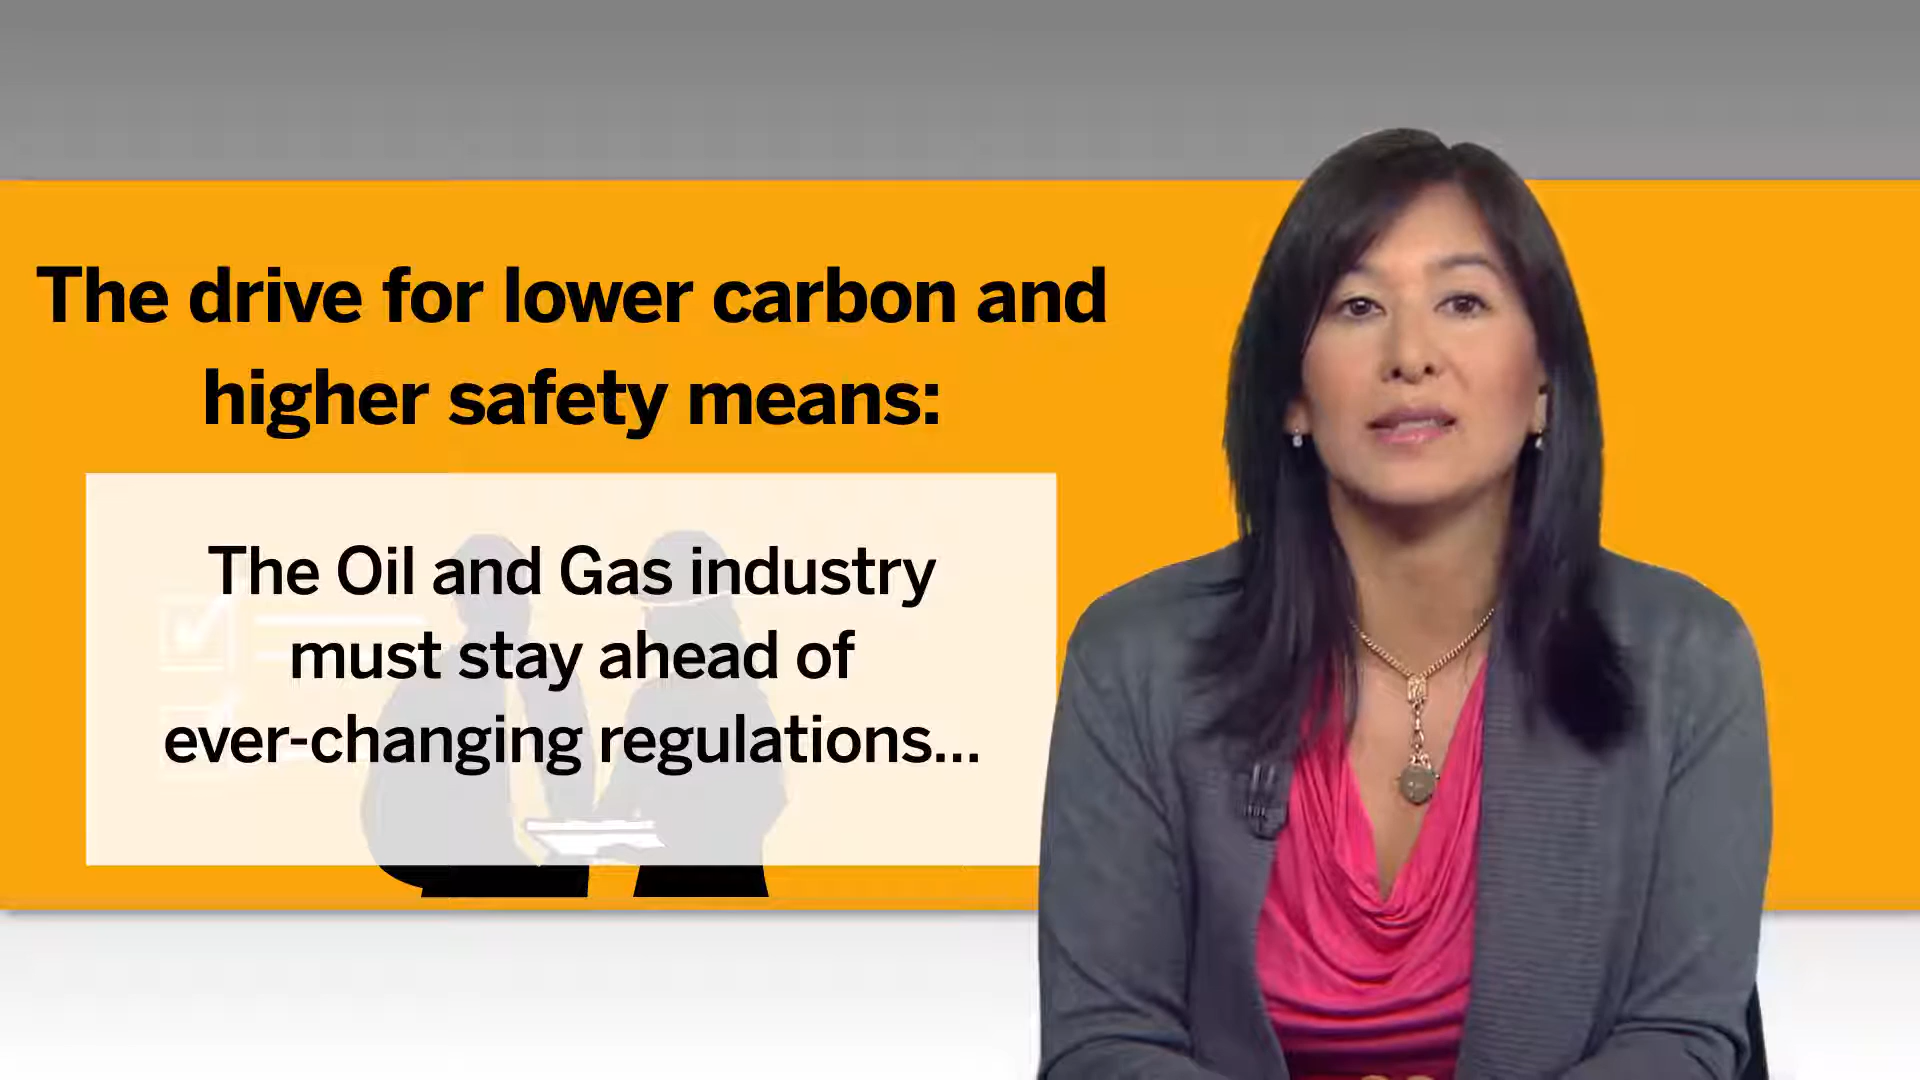 The drive for lower carbon and
higher safety means:
The Oil and Gas industry
must stay ahead of
ever-changing regulations...